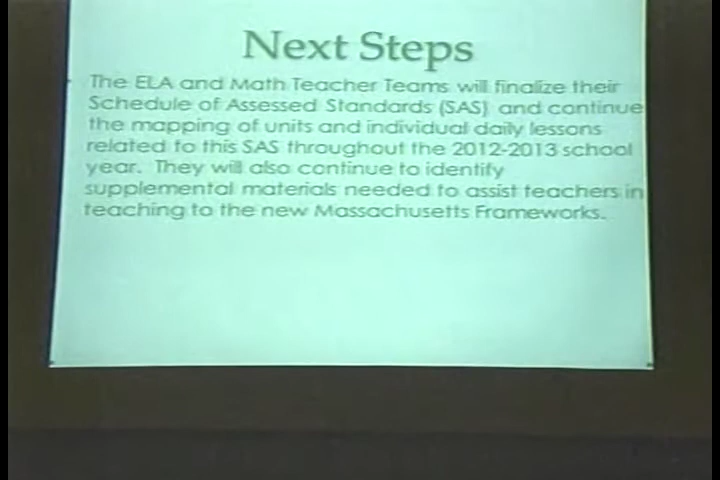 Next Steps
The ELA and Math Teacher Teams will finalize their
Schedule of Assessed Standards (SAS) and continue
the mapping of units and individual daily lessons
related to this SAS throughout the 2012-2013 school
year. They will also continue to identify
supplemental materials needed to assist teachers in
teaching to the new Massachusetts Frameworks.